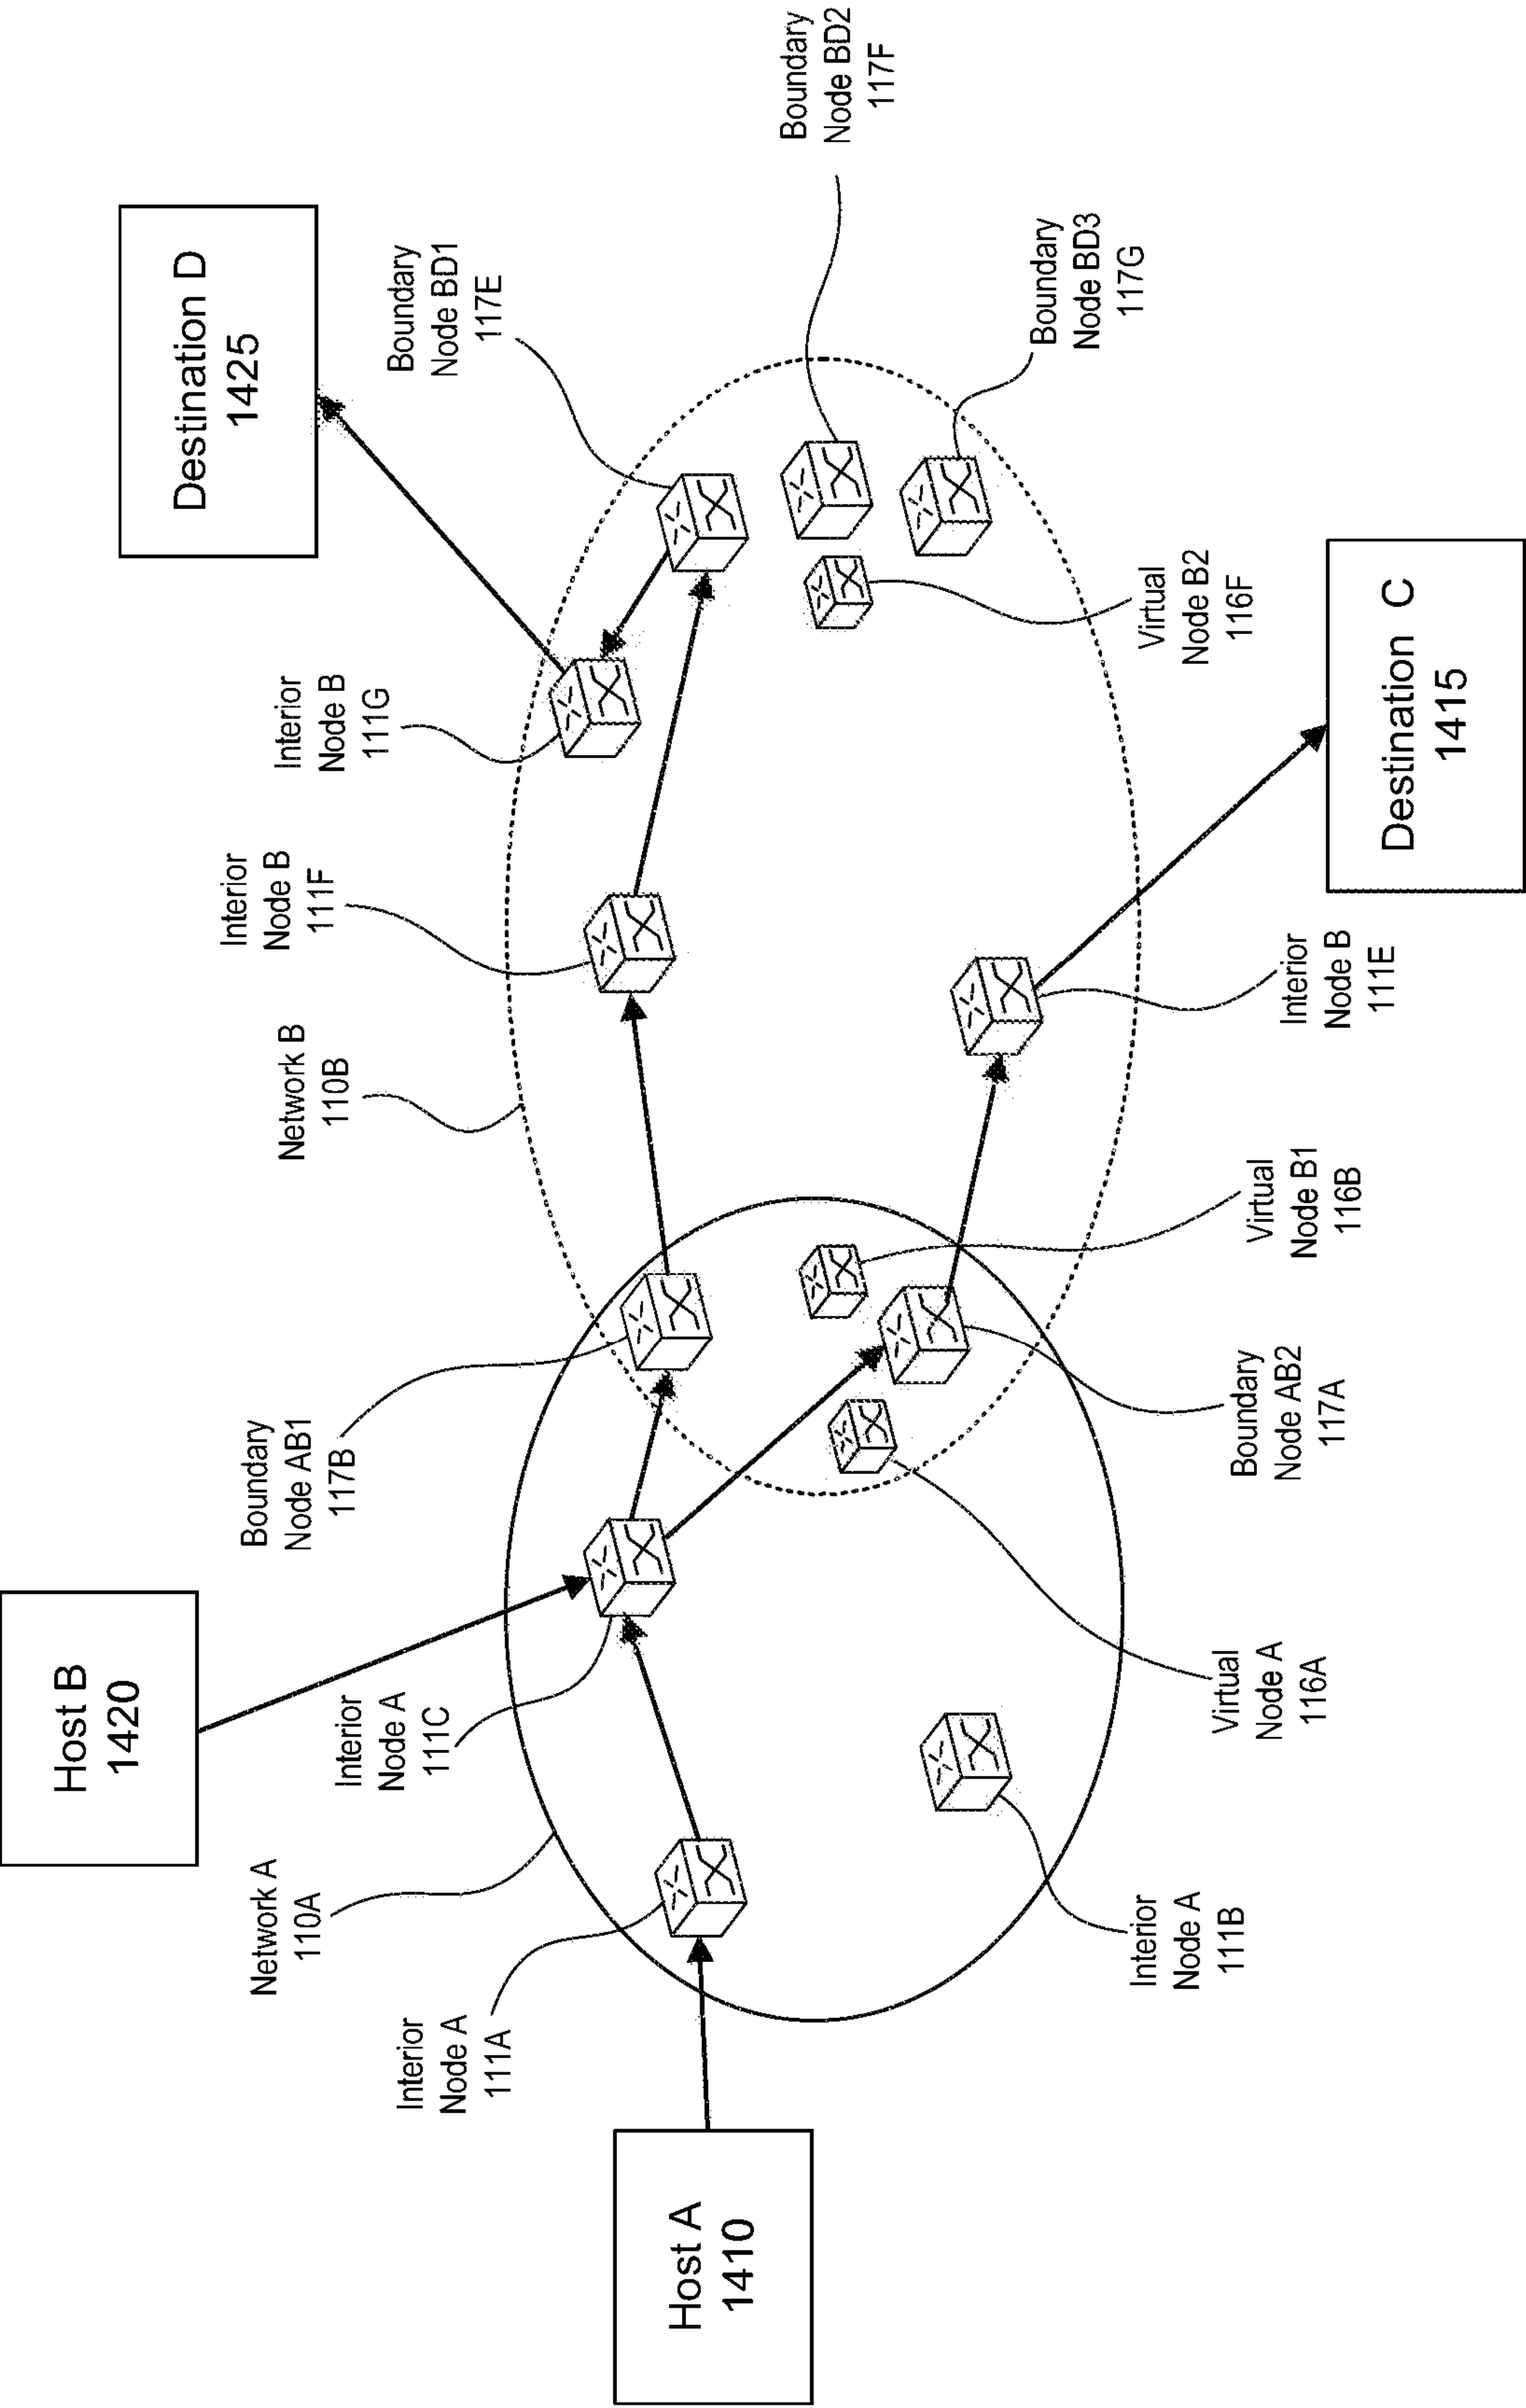 Host B
1420
Destination D
1425
Network A
110A
Interior
Node A
111A
Interior
Node A
111C
Boundary
Node AB1
117B
Network B
110B
Interior
Node B
111F
Interior
Node B
111G
Boundary
Node BD1
117E
Boundary
Node BD2
117F
Host A
1410
Interior
Node A
111B
Virtual
Node A
116A
Boundary
Node AB2
117A
Virtual
Node B1
116B
Interior
Node B
111E
Virtual
Node B2
116F
Boundary
Node BD3
117G
Destination C
1415